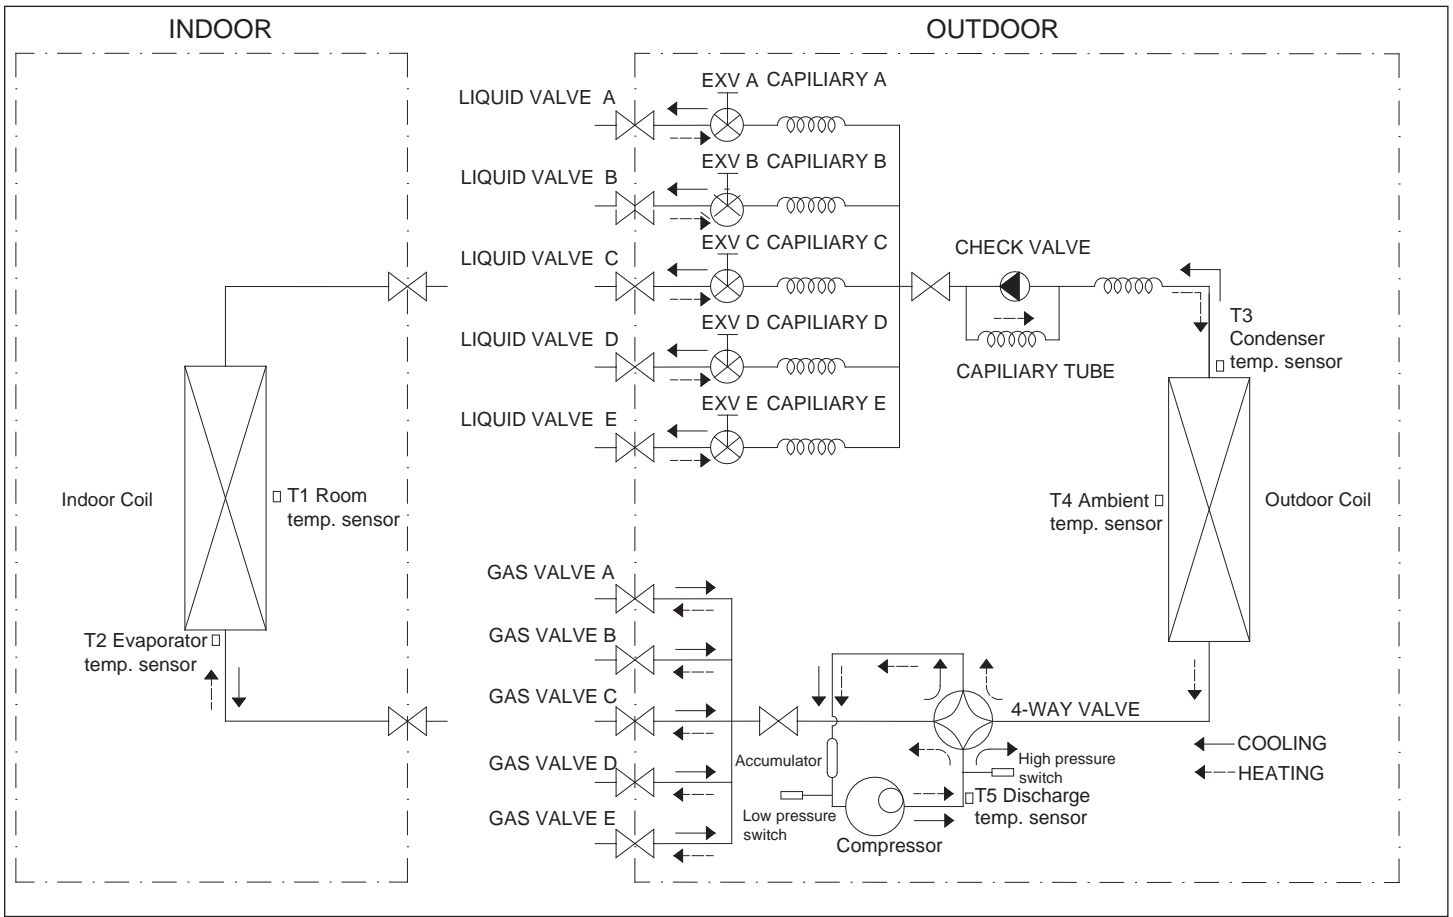 INDOOR
OUTDOOR
LIQUID VALVE A
EXV A CAPILIARY A
LIQUID VALVE B
EXV B CAPILIARY B
LIQUID VALVE C
EXV C CAPILIARY C
LIQUID VALVE D
EXV D CAPILIARY D
LIQUID VALVE E
EXV E CAPILIARY E
CHECK VALVE
CAPILIARY TUBE
T3
Condenser
temp. sensor
Indoor Coil
T1 Room
temp. sensor
T4 Ambient
temp. sensor
Outdoor Coil
T2 Evaporator
temp. sensor
GAS VALVE A
GAS VALVE B
GAS VALVE C
GAS VALVE D
GAS VALVE E
4-WAY VALVE
Accumulator
High pressure
switch
Low pressure
switch
T5 Discharge
temp. sensor
Compressor
COOLING
HEATING